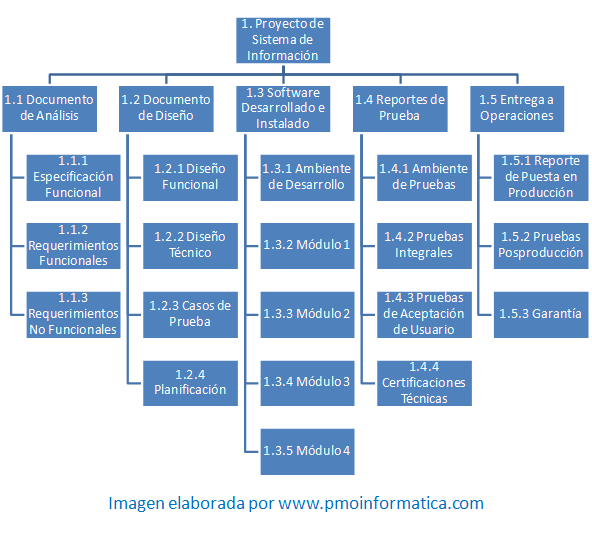 1. Proyecto de
Sistema de
Información
1.1 Documento
de Análisis
1.2 Documento
de Diseño
1.3 Software
Desarrollado e
Instalado
1.4 Reportes de
Prueba
1.5 Entrega a
Operaciones
1.1.1
Especificación
Funcional
1.1.2
Requerimientos
Funcionales
1.1.3
Requerimientos
No Funcionales
1.2.1 Diseño
Funcional
1.2.2 Diseño
Técnico
1.2.3 Casos de
Prueba
1.2.4
Planificación
1.3.1 Ambiente
de Desarrollo
1.3.2 Módulo 1
1.3.3 Módulo 2
1.3.4 Módulo 3
1.3.5 Módulo 4
1.4.1 Ambiente
de Pruebas
1.4.2 Pruebas
Integrales
1.4.3 Pruebas
de Aceptación
de Usuario
1.4.4
Certificaciones
Técnicas
1.5.1 Reporte
de Puesta en
Producción
1.5.2 Pruebas
Posproducción
1.5.3 Garantía
Imagen elaborada por www.pmoinformatica.com